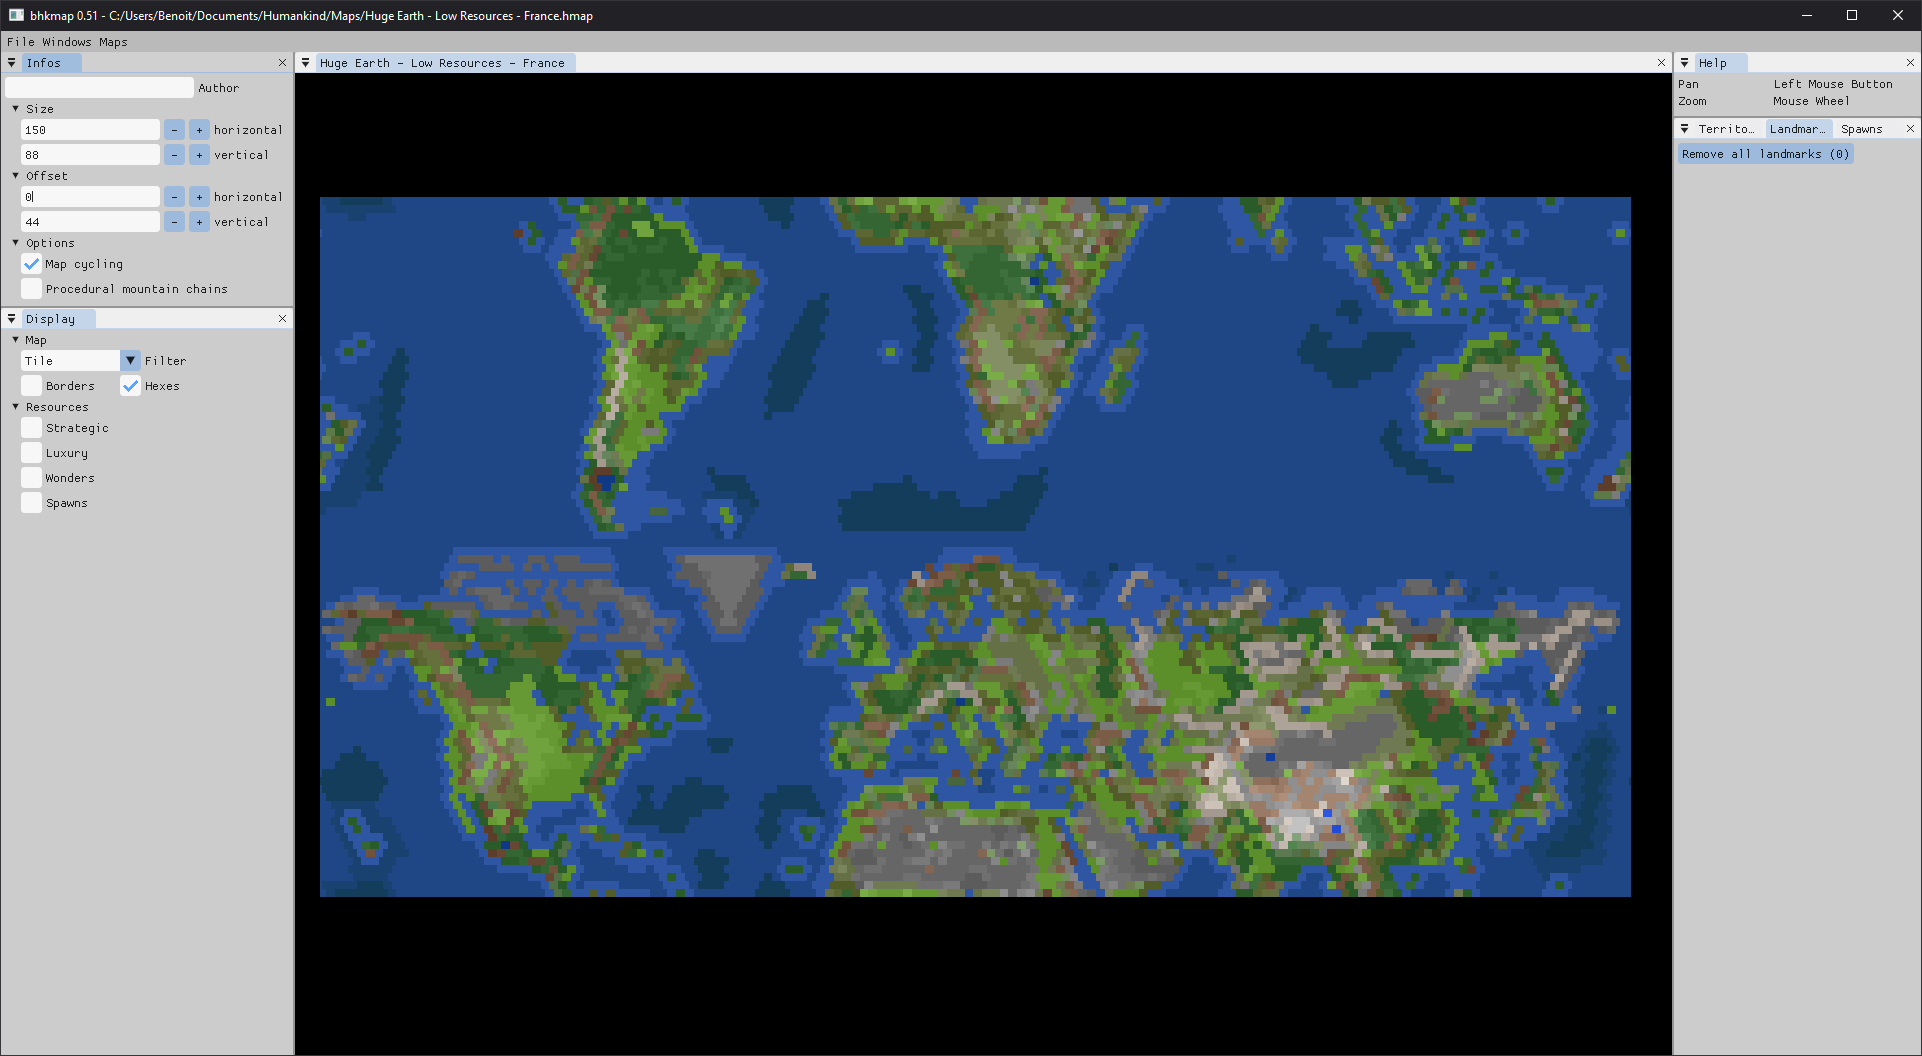 bhkmap 0.51 - C:/Users/Benoit/Documents/Humankind/Maps/Huge Earth - Low Resources - France.hmap
File Windows Maps
Infos
Author
Size
150 - + horizontal
88 - + vertical
Offset
0 - + horizontal
44 - + vertical
Options
Map cycling
Procedural mountain chains
Display
Map
Tile Filter
Borders Hexes
Resources
Strategic
Luxury
Wonders
Spawns
Huge Earth - Low Resources - France
Help
Pan Left Mouse Button
Zoom Mouse Wheel
Territo... Landmar... Spawns
Remove all landmarks (0)